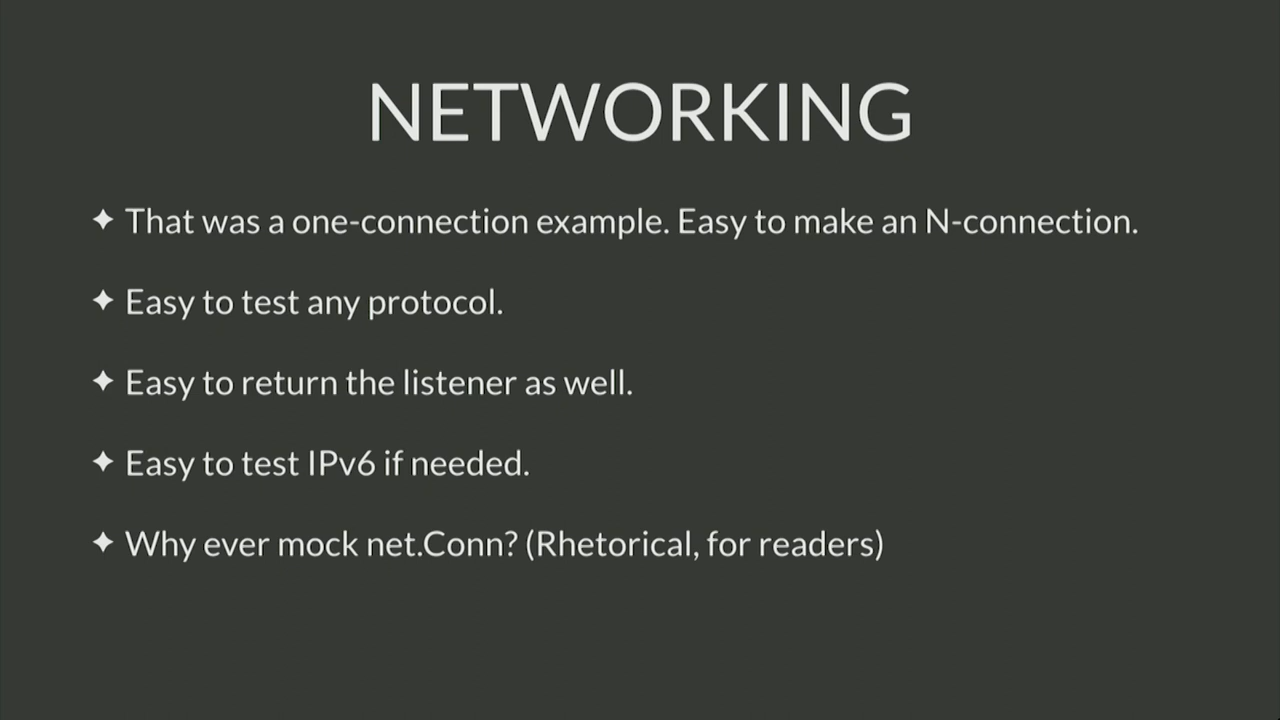 NETWORKING
✦ That was a one-connection example. Easy to make an N-connection.
✦ Easy to test any protocol.
✦ Easy to return the listener as well.
✦ Easy to test IPv6 if needed.
✦ Why ever mock net.Conn? (Rhetorical, for readers)